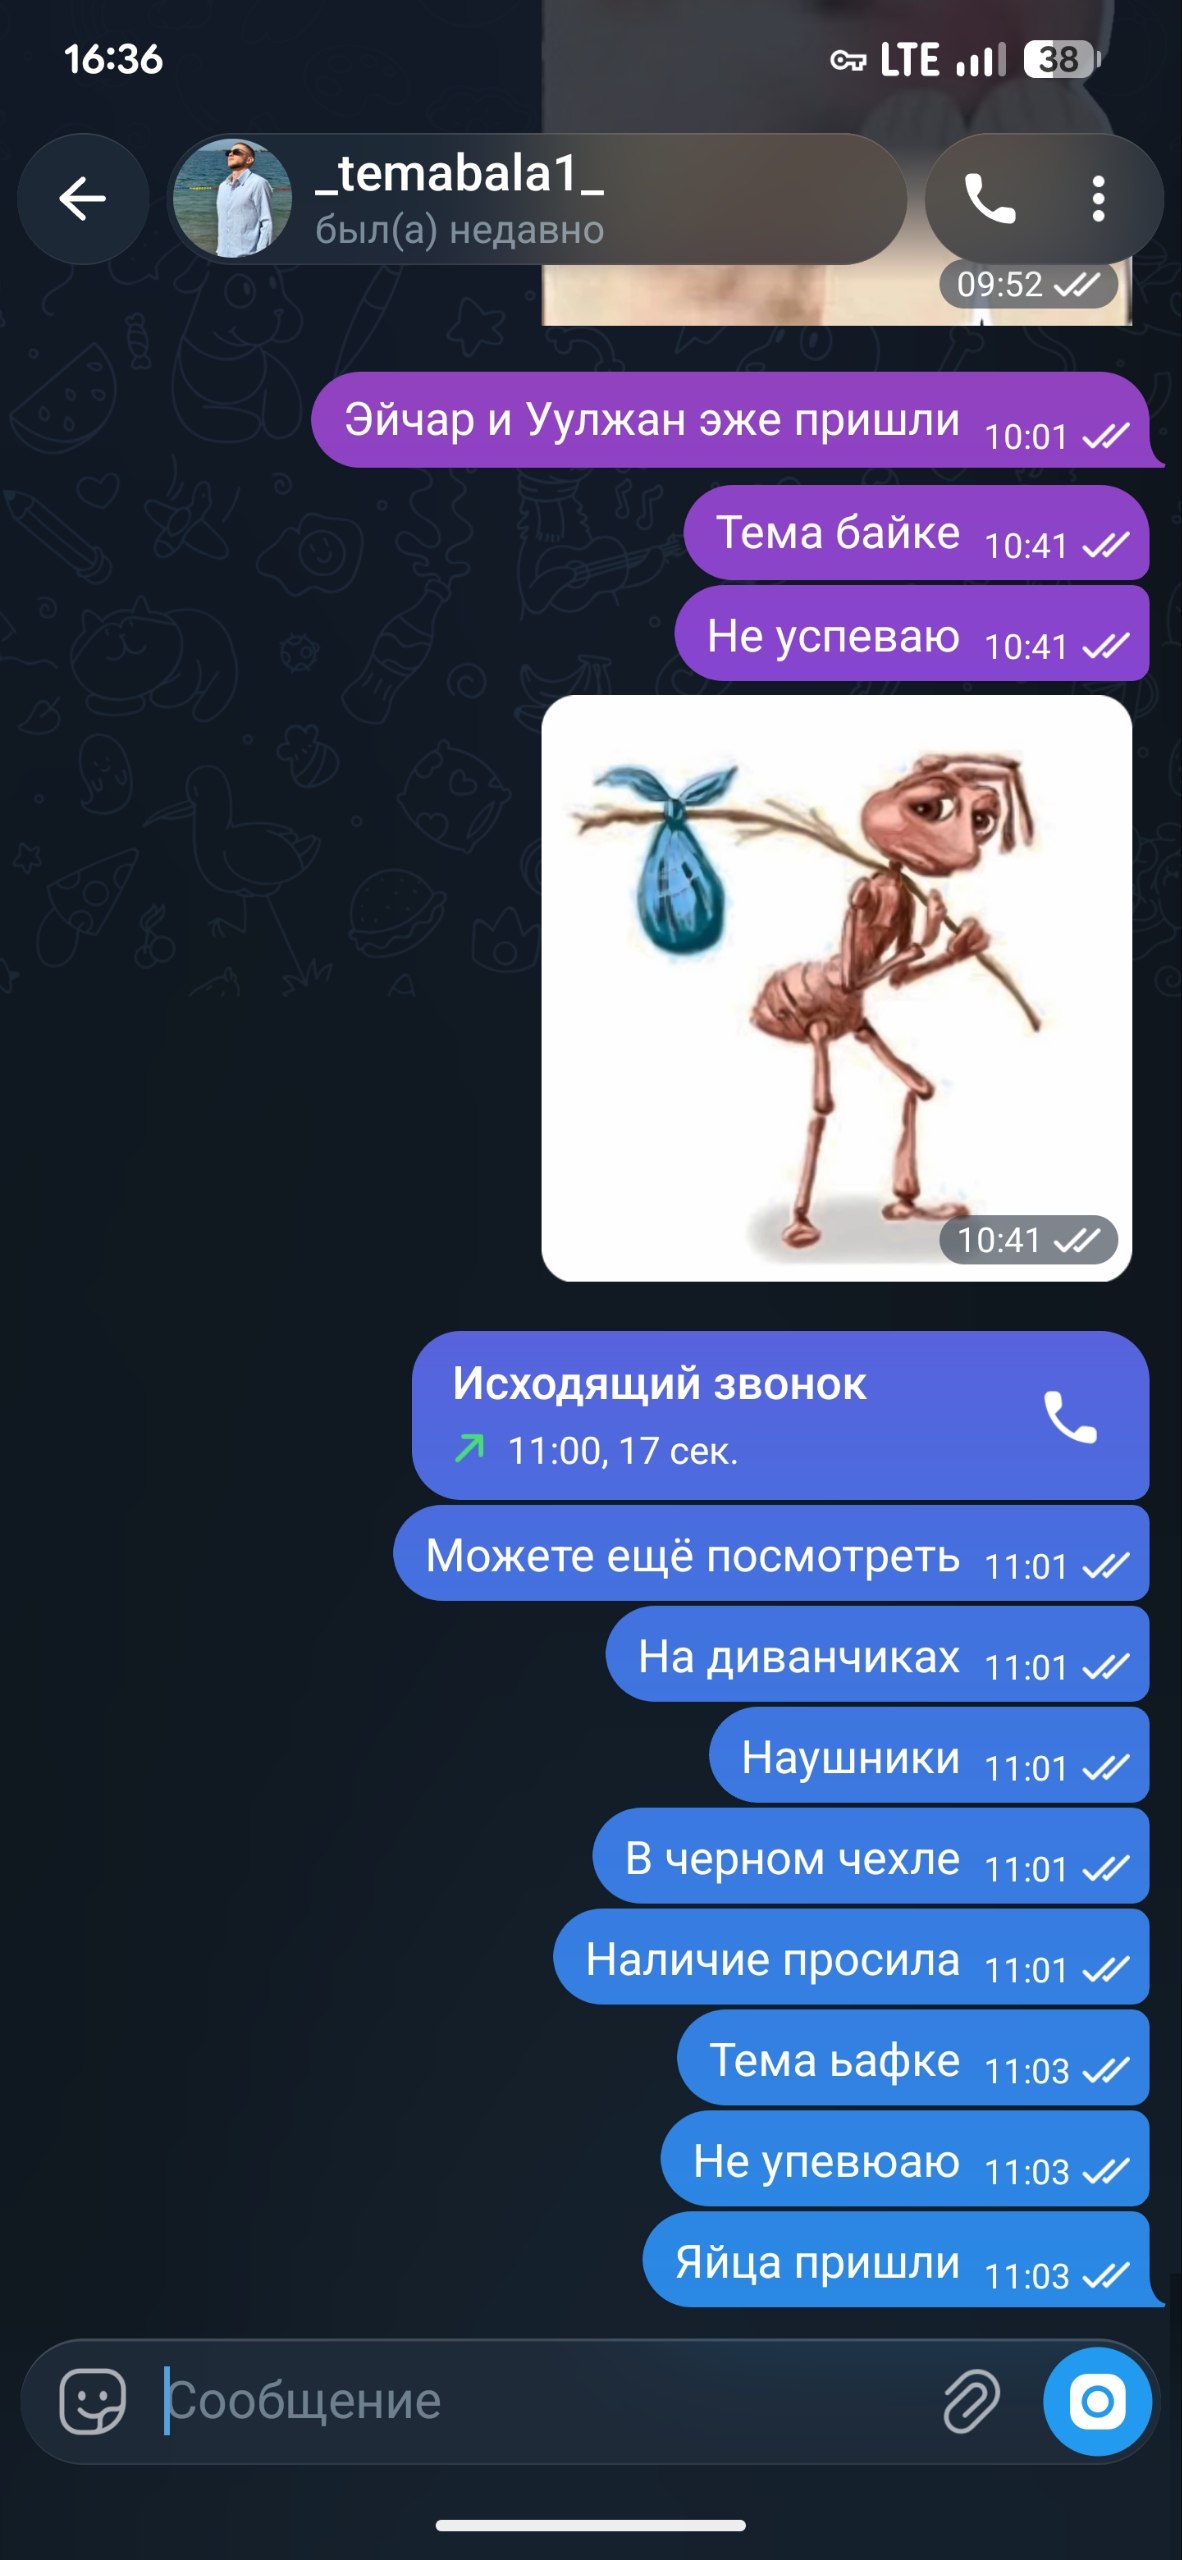 16:36
LTE
38
_temabala1_
был(а) недавно
09:52
Эйчар и Уулжан эже пришли 10:01
Тема байке 10:41
Не успеваю 10:41
10:41
Исходящий звонок
11:00, 17 сек.
Можете ещё посмотреть 11:01
На диванчиках 11:01
Наушники 11:01
В черном чехле 11:01
Наличие просила 11:01
Тема ьафке 11:03
Не упевюаю 11:03
Яйца пришли 11:03
Сообщение